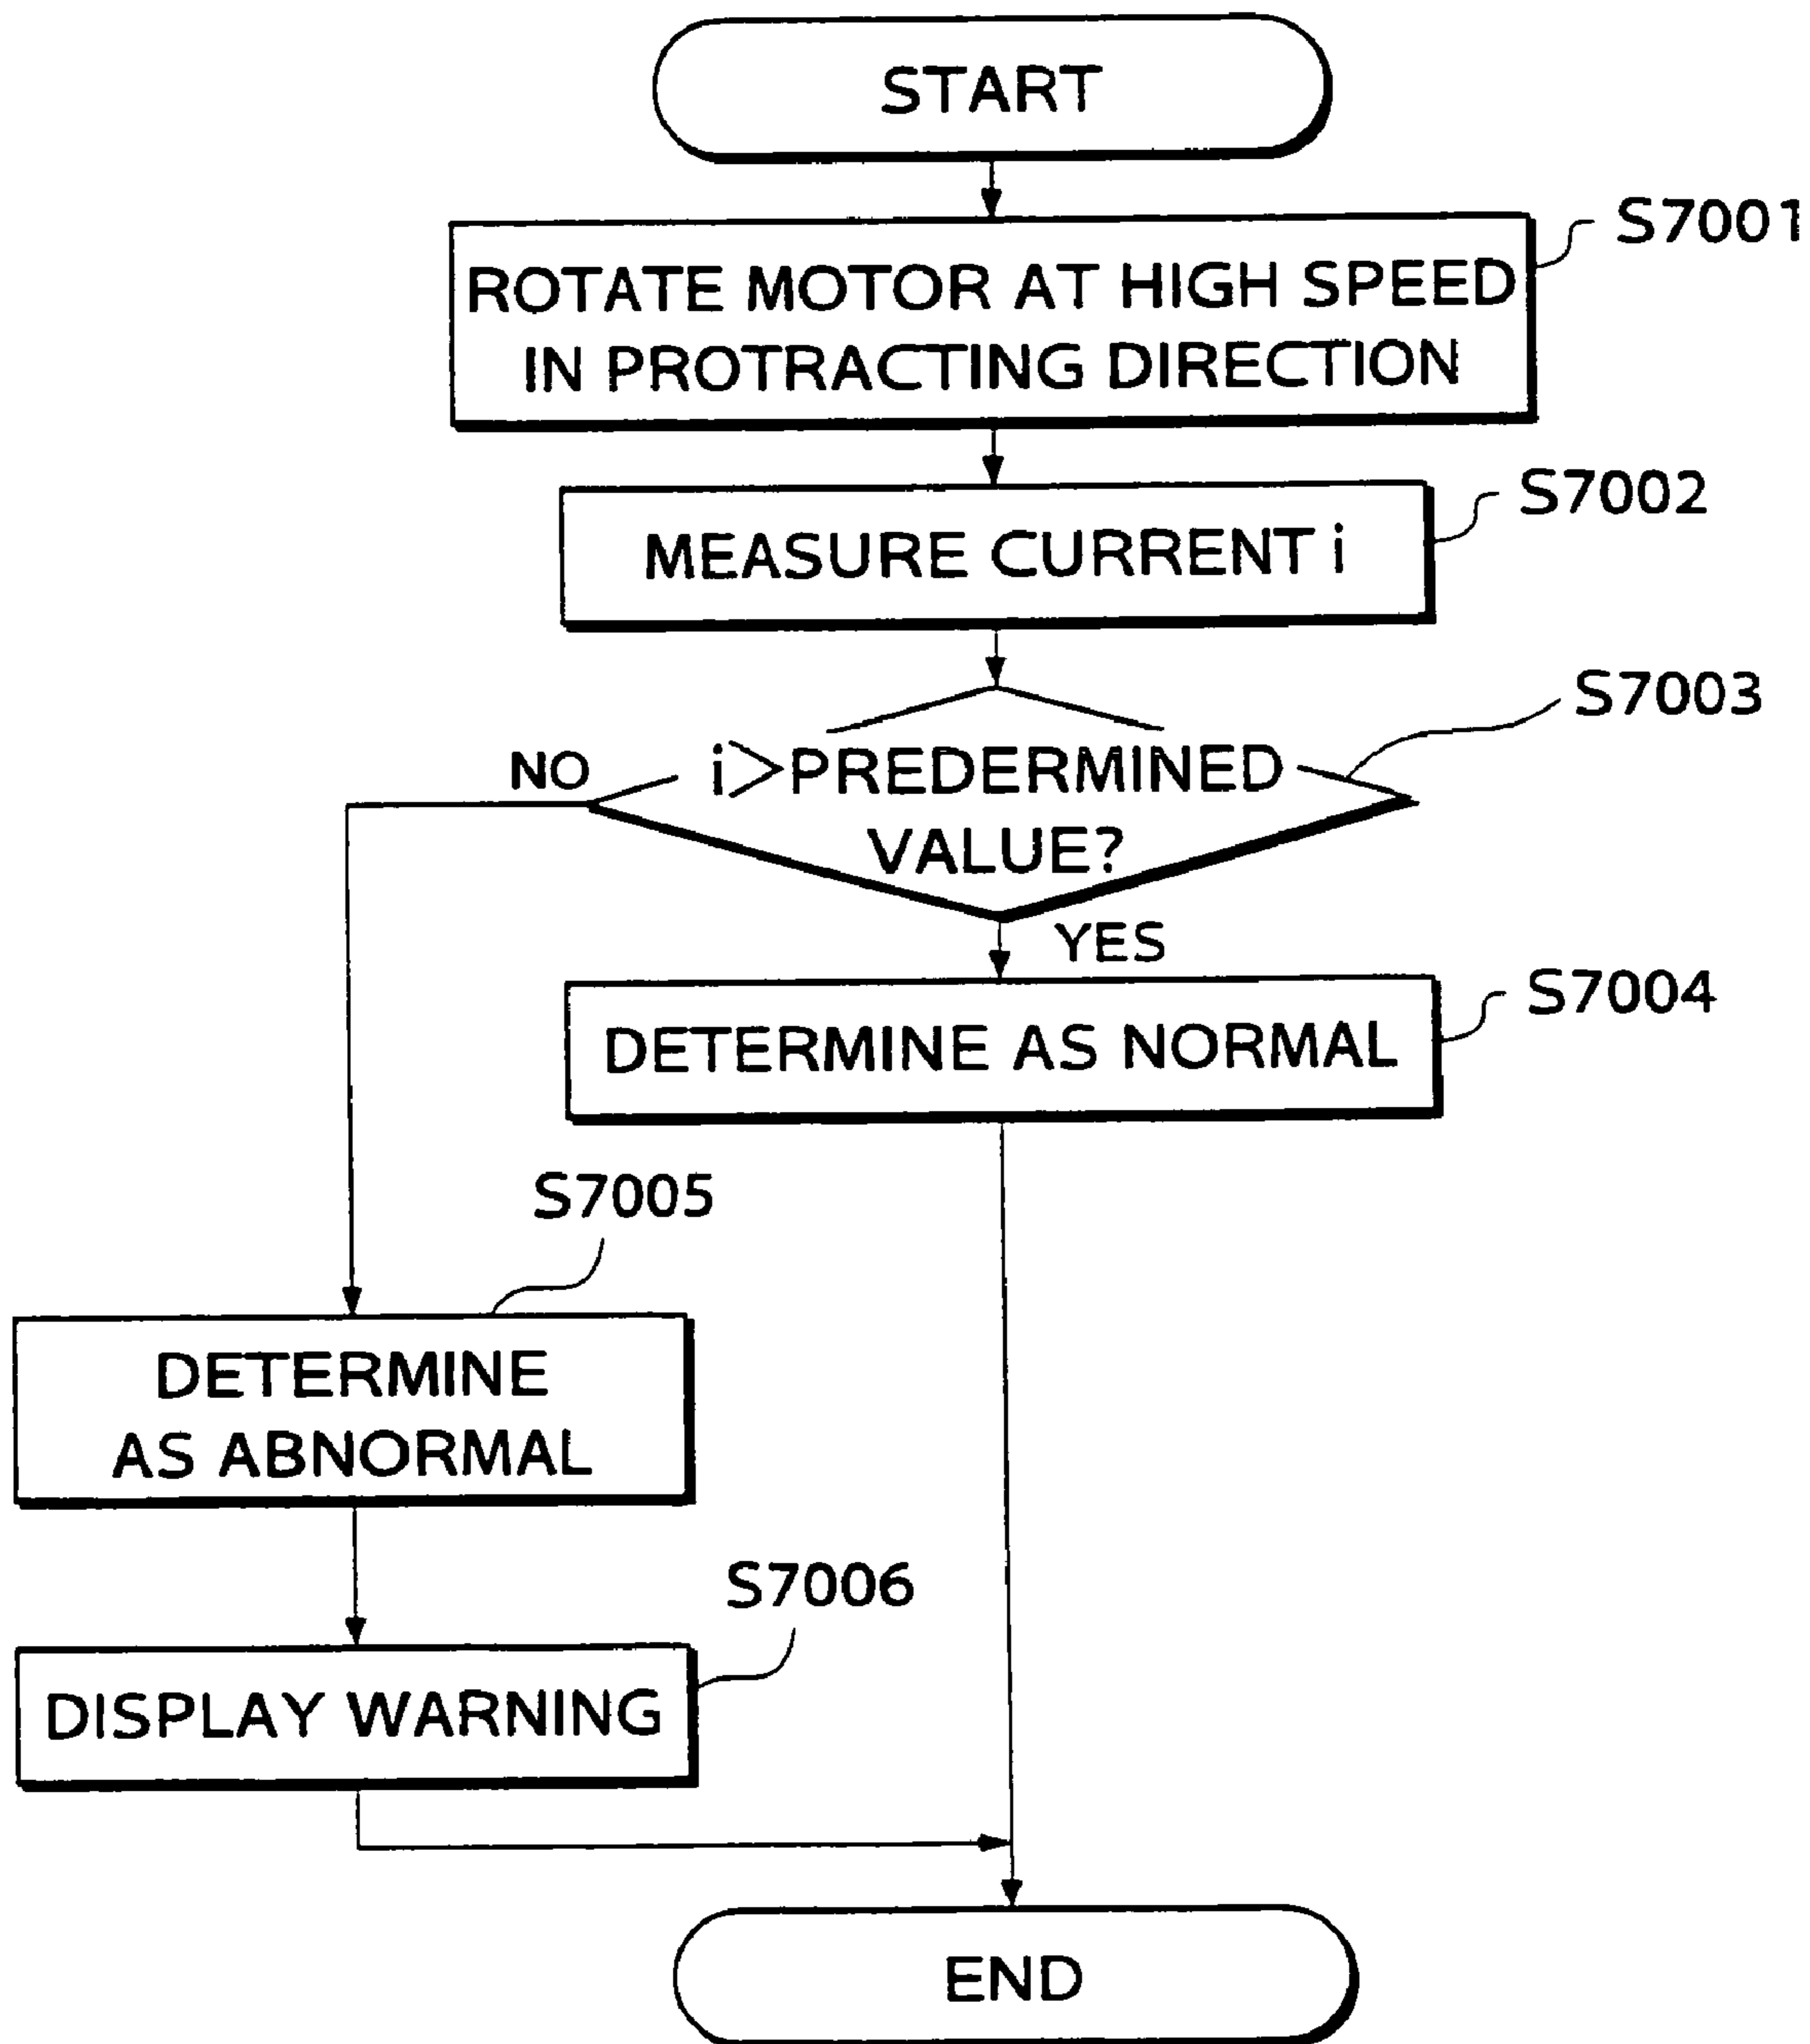 START
S7001
ROTATE MOTOR AT HIGH SPEED
IN PROTRACTING DIRECTION
S7002
MEASURE CURRENT i
S7003
NO
i>PREDERMINED
VALUE?
YES
S7004
DETERMINE AS NORMAL
S7005
DETERMINE
AS ABNORMAL
S7006
DISPLAY WARNING
END